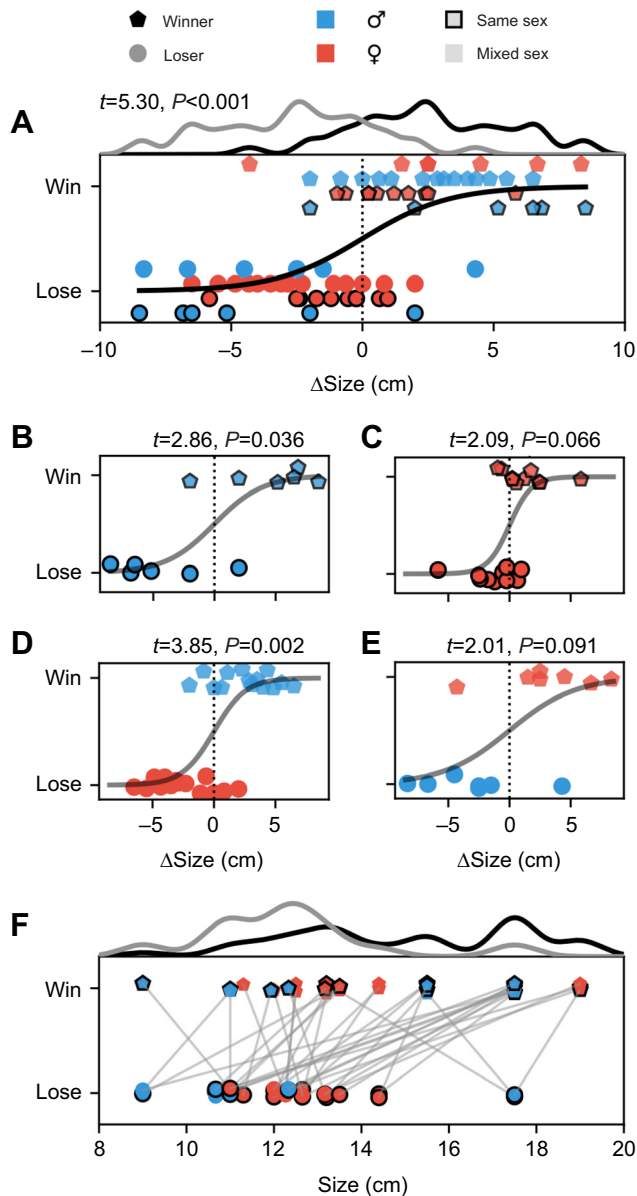 Winner ♂ Same sex
Loser ♀ Mixed sex
A
t=5.30, P<0.001
Win
Lose
–10 –5 0 5 10
ΔSize (cm)
B
t=2.86, P=0.036
C
t=2.09, P=0.066
Win
Lose
D
t=3.85, P=0.002
E
t=2.01, P=0.091
Win
Lose
–5 0 5
–5 0 5
ΔSize (cm)
ΔSize (cm)
F
Win
Lose
8 10 12 14 16 18 20
Size (cm)